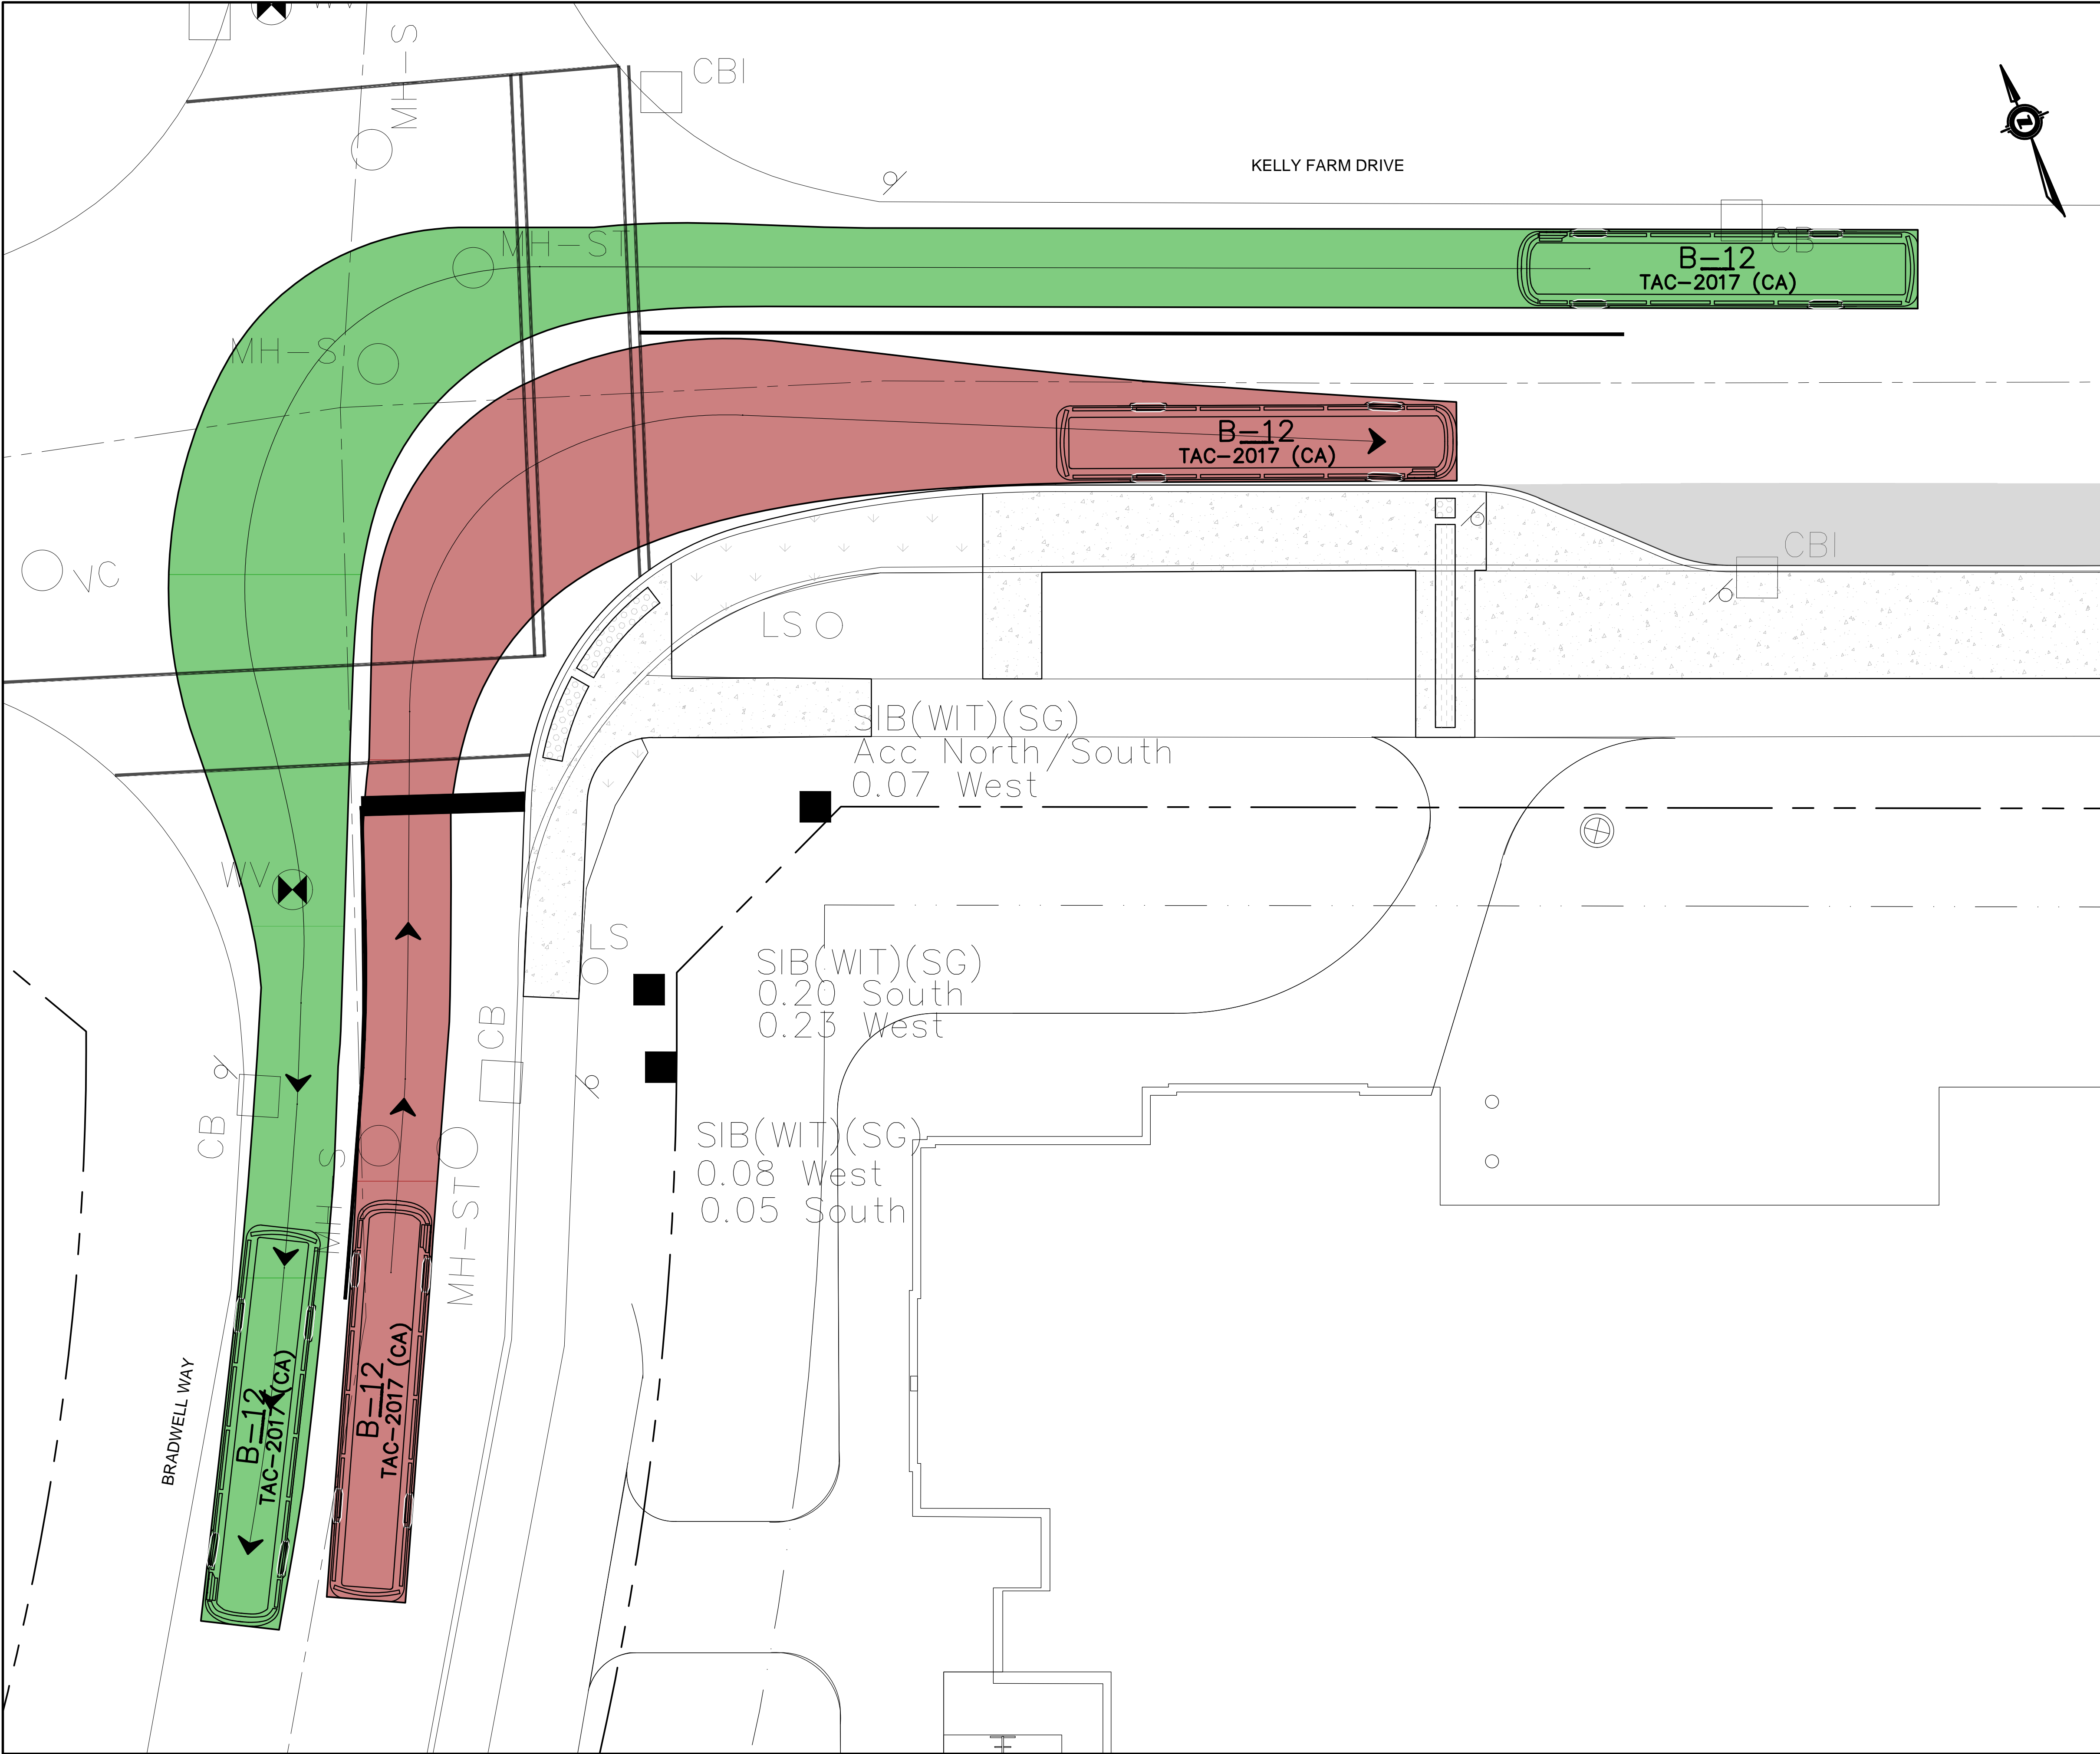 WV
MH-S
CBI
KELLY FARM DRIVE
MH-ST
CB
B-12
TAC-2017 (CA)
MH-S
B-12
TAC-2017 (CA)
CBI
VC
LS
SIB(WIT)(SG)
Acc North/South
0.07 West
WV
LS
SIB(WIT)(SG)
0.20 South
0.23 West
CB
CB
SIB(WIT)(SG)
0.08 West
0.05 South
MH S
MH-ST
BRADWELL WAY
B-12
TAC-2017 (CA)
B-12
TAC-2017 (CA)